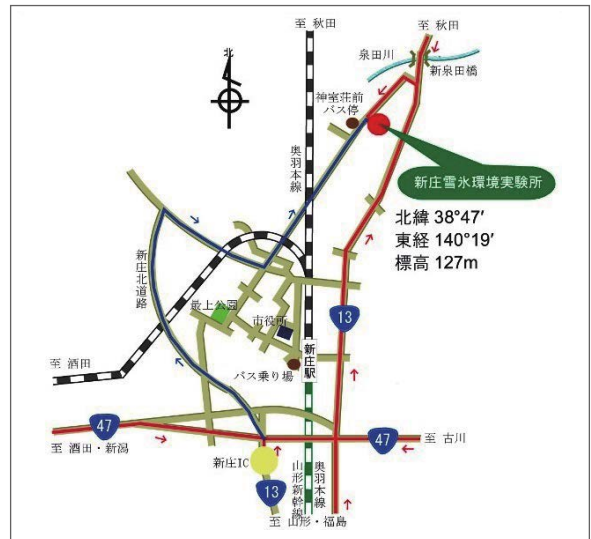 至 秋田
至 秋田
北
泉田川
新泉田橋
神室荘前
バス停
奥羽本線
新庄雪氷環境実験所
北緯 38°47′
東経 140°19′
標高 127m
新庄北道路
最上公園
13
市役所
新庄駅
至 酒田
バス乗り場
47
47
至 古川
至 酒田・新潟
新庄IC
13
山形新幹線
奥羽本線
至 山形・福島